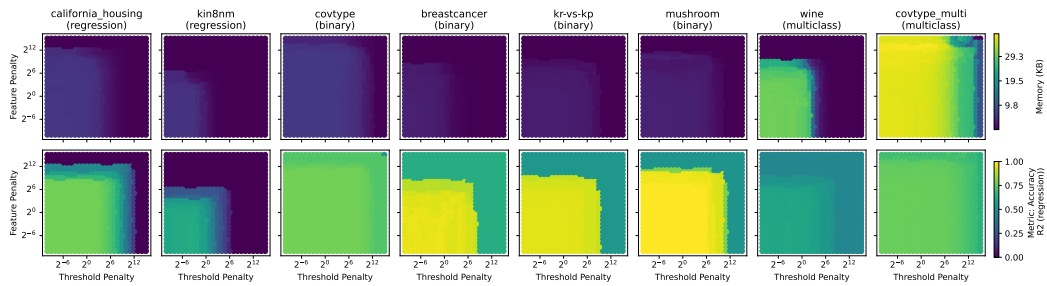 california_housing
(regression)
kin8nm
(regression)
covtype
(binary)
breastcancer
(binary)
kr-vs-kp
(binary)
mushroom
(binary)
wine
(multiclass)
covtype_multi
(multiclass)
Feature Penalty
2^12
2^6
2^0
2^−6
29.3
19.5
9.8
Memory (KB)
Feature Penalty
2^12
2^6
2^0
2^−6
1.00
0.75
0.50
0.25
0.00
Metric: Accuracy
R2 (regression))
2^−6 2^0 2^6 2^12
2^−6 2^0 2^6 2^12
2^−6 2^0 2^6 2^12
2^−6 2^0 2^6 2^12
2^−6 2^0 2^6 2^12
2^−6 2^0 2^6 2^12
2^−6 2^0 2^6 2^12
2^−6 2^0 2^6 2^12
Threshold Penalty
Threshold Penalty
Threshold Penalty
Threshold Penalty
Threshold Penalty
Threshold Penalty
Threshold Penalty
Threshold Penalty